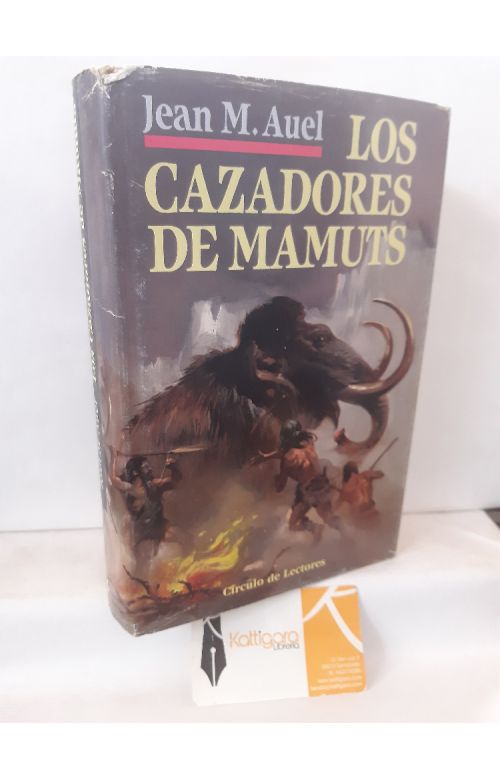 Jean M. Auel
LOS
CAZADORES
DE MAMUTS
Círculo de Lectores
Kattigara
Librería